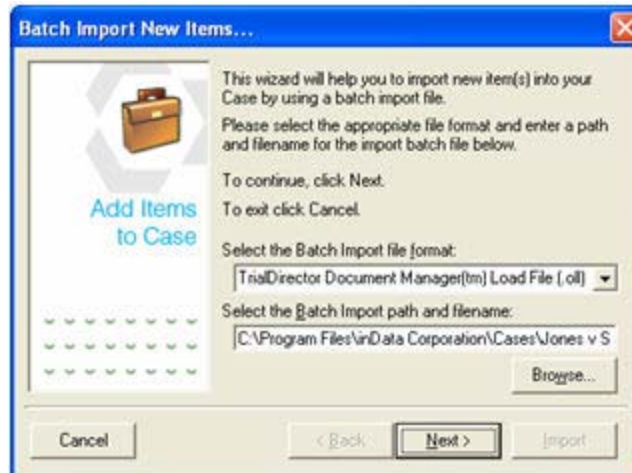 Batch Import New Items...
This wizard will help you to import new item(s) into your
Case by using a batch import file.
Please select the appropriate file format and enter a path
and filename for the import batch file below.
To continue, click Next.
To exit click Cancel.
Add Items
to Case
Select the Batch Import file format:
TrialDirector Document Manager(tm) Load File (.oll)
Select the Batch Import path and filename:
C:\Program Files\inData Corporation\Cases\Jones v S
Browse...
Cancel
< Back
Next >
Import